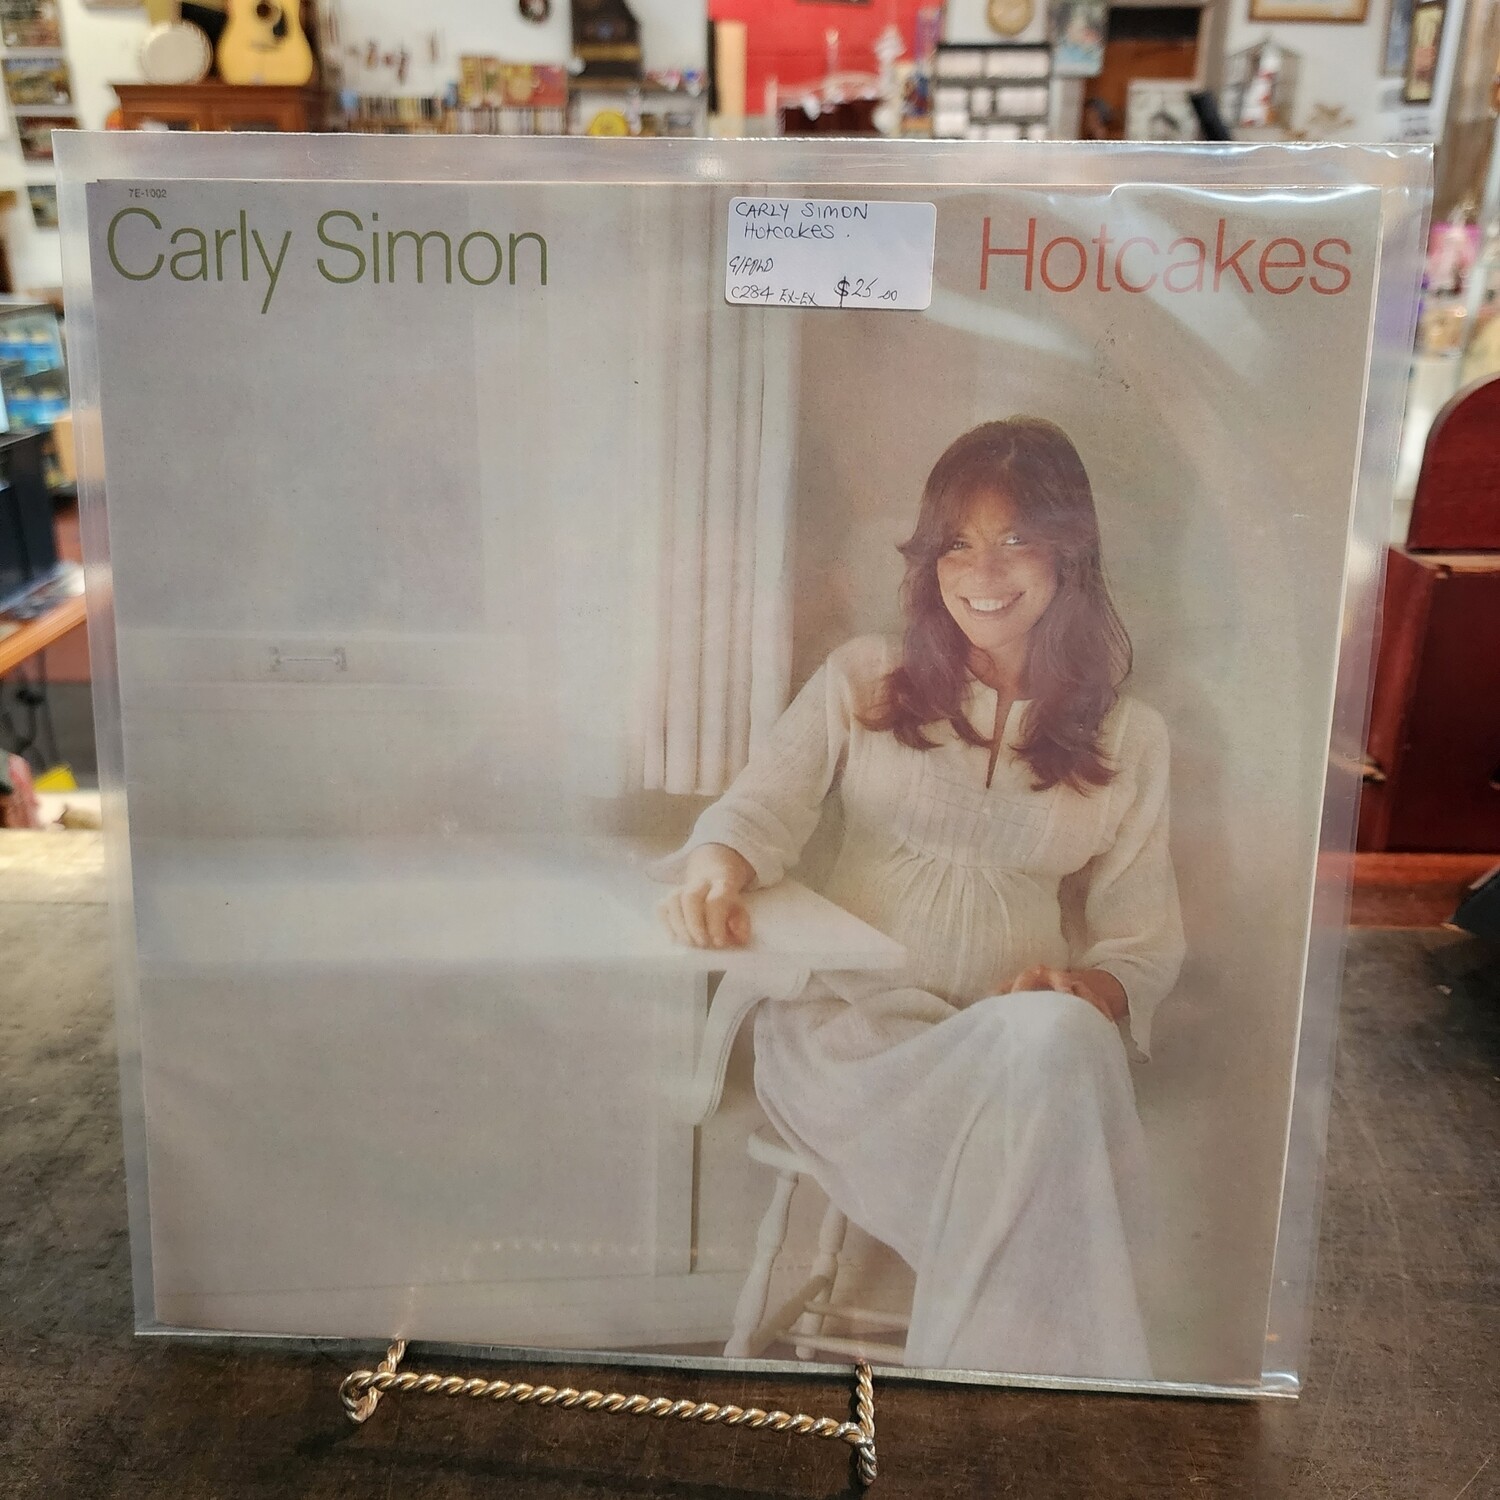 7E-1002
Carly Simon
CARLY SIMON
Hotcakes.
G/FOLD
C284 EX-EX $25.00
Hotcakes